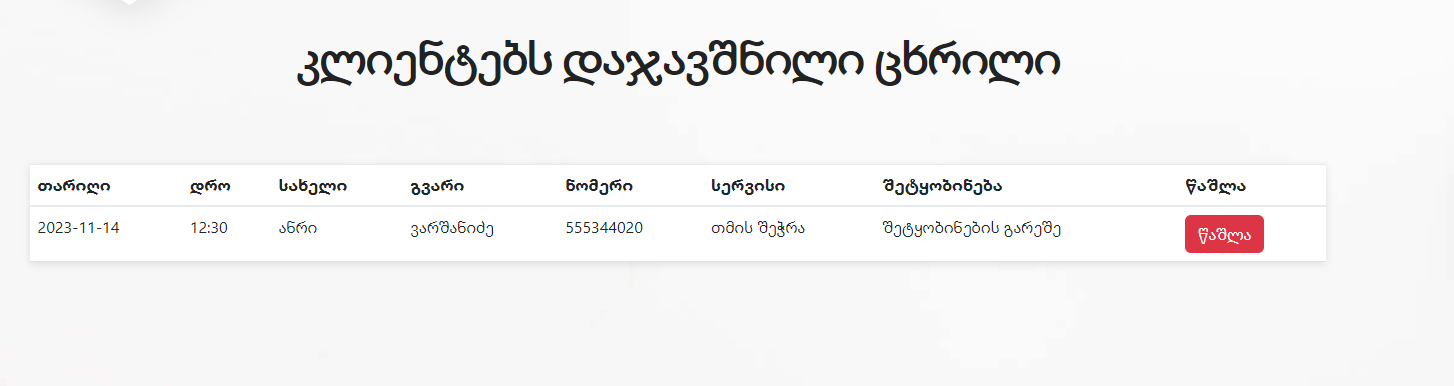 კლიენტებს დაჯავშნილი ცხრილი
თარიღი დრო სახელი გვარი ნომერი სერვისი შეტყობინება წაშლა
2023-11-14 12:30 ანრი ვარშანიძე 555344020 თმის შეჭრა შეტყობინების გარეშე წაშლა